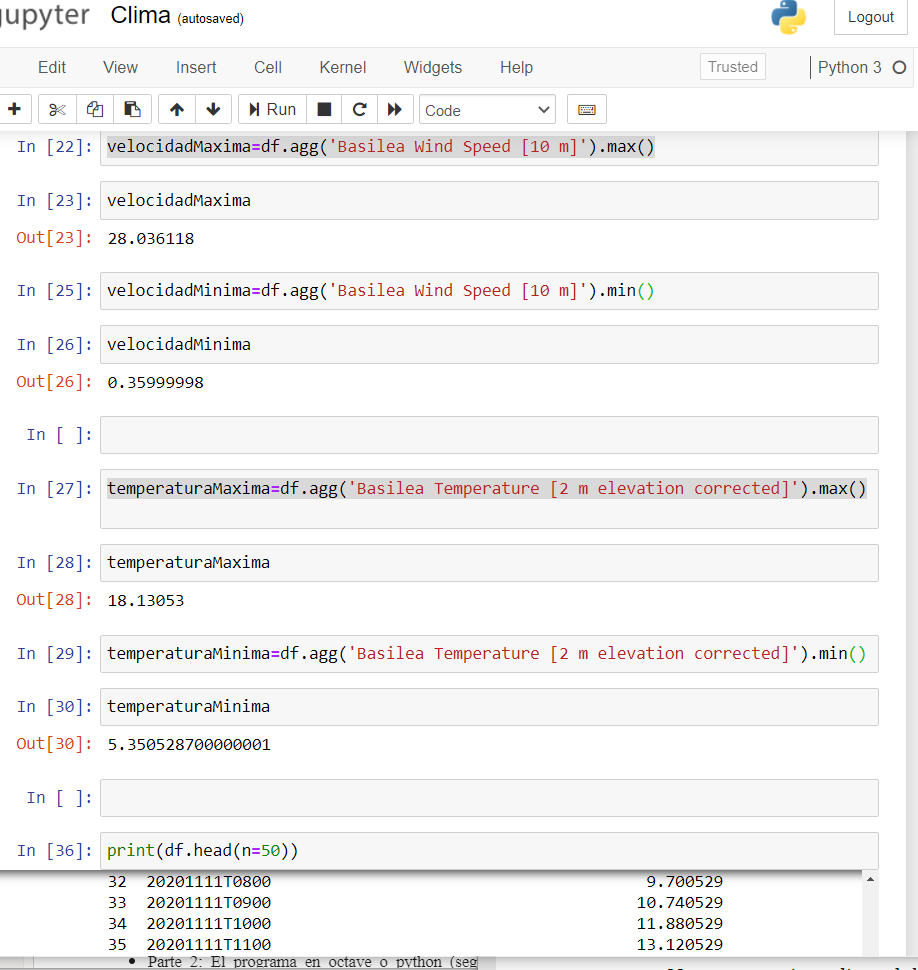 jupyter Clima (autosaved) Logout
Edit View Insert Cell Kernel Widgets Help Trusted Python 3
Run Code
In [22]: velocidadMaxima=df.agg('Basilea Wind Speed [10 m]').max()
In [23]: velocidadMaxima
Out[23]: 28.036118
In [25]: velocidadMinima=df.agg('Basilea Wind Speed [10 m]').min()
In [26]: velocidadMinima
Out[26]: 0.35999998
In [ ]:
In [27]: temperaturaMaxima=df.agg('Basilea Temperature [2 m elevation corrected]').max()
In [28]: temperaturaMaxima
Out[28]: 18.13053
In [29]: temperaturaMinima=df.agg('Basilea Temperature [2 m elevation corrected]').min()
In [30]: temperaturaMinima
Out[30]: 5.350528700000001
In [ ]:
In [36]: print(df.head(n=50))
32 20201111T0800 9.700529
33 20201111T0900 10.740529
34 20201111T1000 11.880529
35 20201111T1100 13.120529
• Parte 2: El programa en octave o python (seg